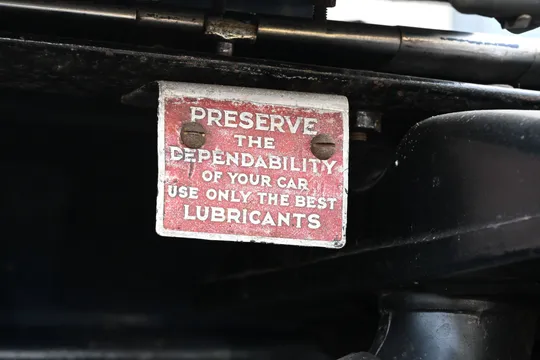 PRESERVE
THE
DEPENDABILITY
OF YOUR CAR
USE ONLY THE BEST
LUBRICANTS